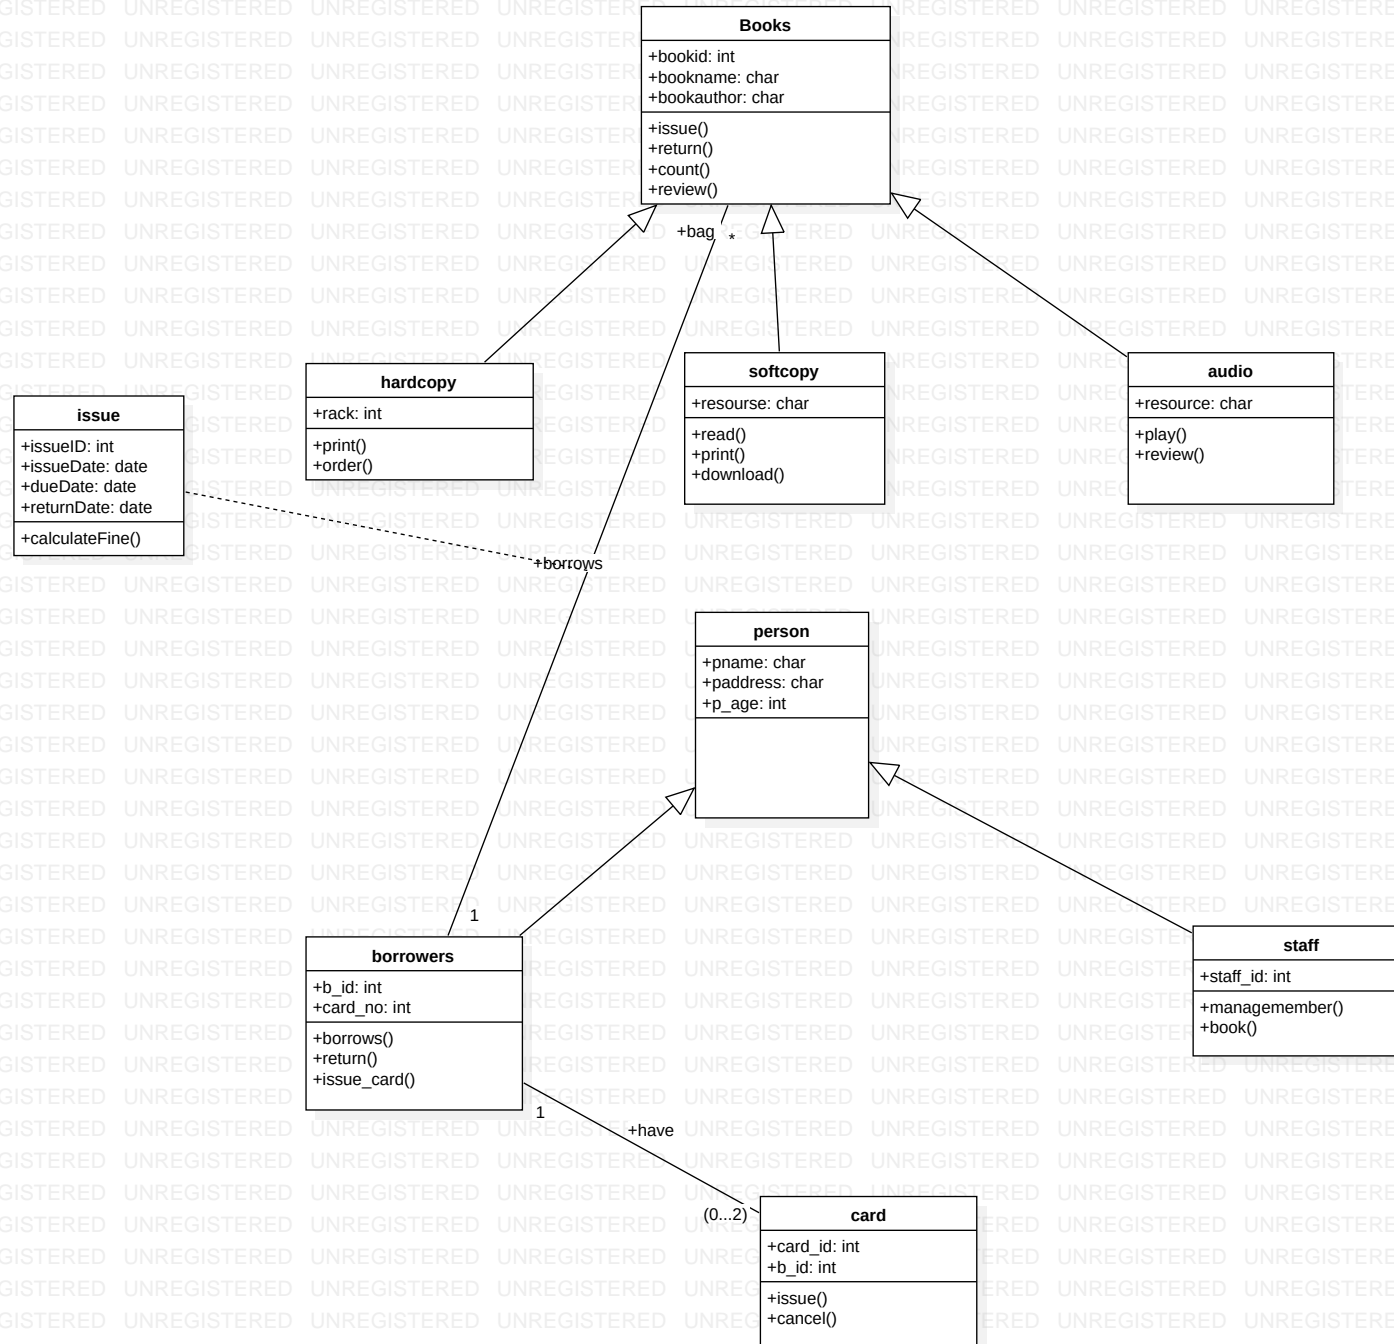 Books
+bookid: int
+bookname: char
+bookauthor: char
+issue()
+return()
+count()
+review()
+bag
*
hardcopy
+rack: int
+print()
+order()
softcopy
+resourse: char
+read()
+print()
+download()
audio
+resource: char
+play()
+review()
issue
+issueID: int
+issueDate: date
+dueDate: date
+returnDate: date
+calculateFine()
+borrows
person
+pname: char
+paddress: char
+p_age: int
1
borrowers
+b_id: int
+card_no: int
+borrows()
+return()
+issue_card()
staff
+staff_id: int
+managemember()
+book()
1
+have
(0...2)
card
+card_id: int
+b_id: int
+issue()
+cancel()
UNREGISTERED